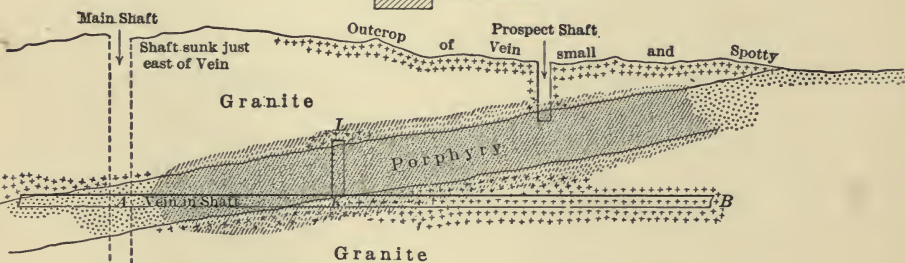 Main Shaft
Shaft sunk just
east of Vein
Outcrop of Vein small and Spotty
Prospect Shaft
Granite
L
Porphyry
A Vein in Shaft K B
Granite